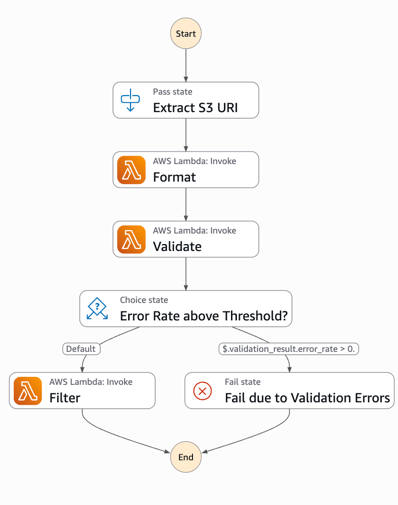 Start
Pass state
Extract S3 URI
AWS Lambda: Invoke
Format
AWS Lambda: Invoke
Validate
Choice state
Error Rate above Threshold?
Default
$.validation_result.error_rate > 0.
AWS Lambda: Invoke
Filter
Fail state
Fail due to Validation Errors
End